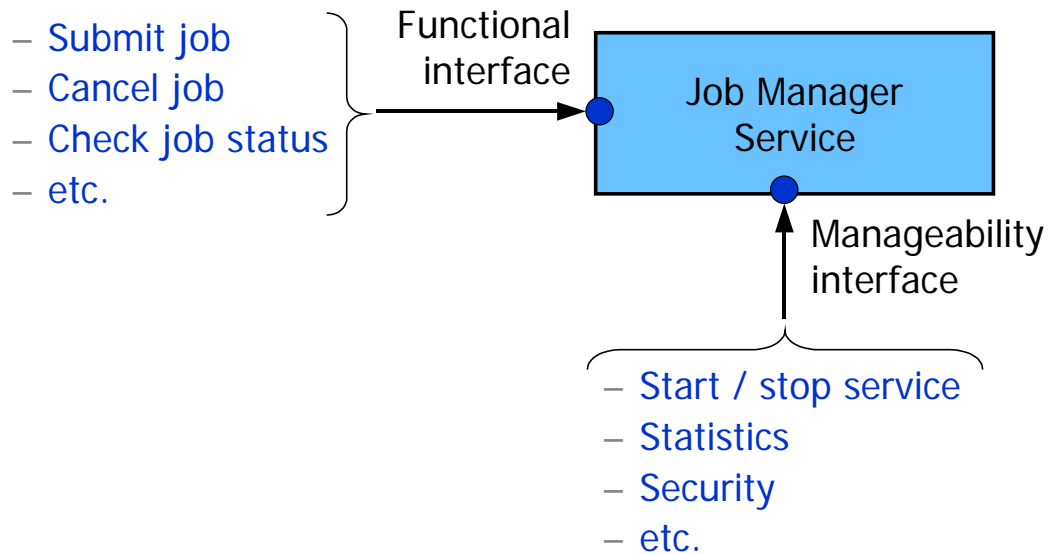 – Submit job
– Cancel job
– Check job status
– etc.
Functional
interface
Job Manager
Service
Manageability
interface
– Start / stop service
– Statistics
– Security
– etc.